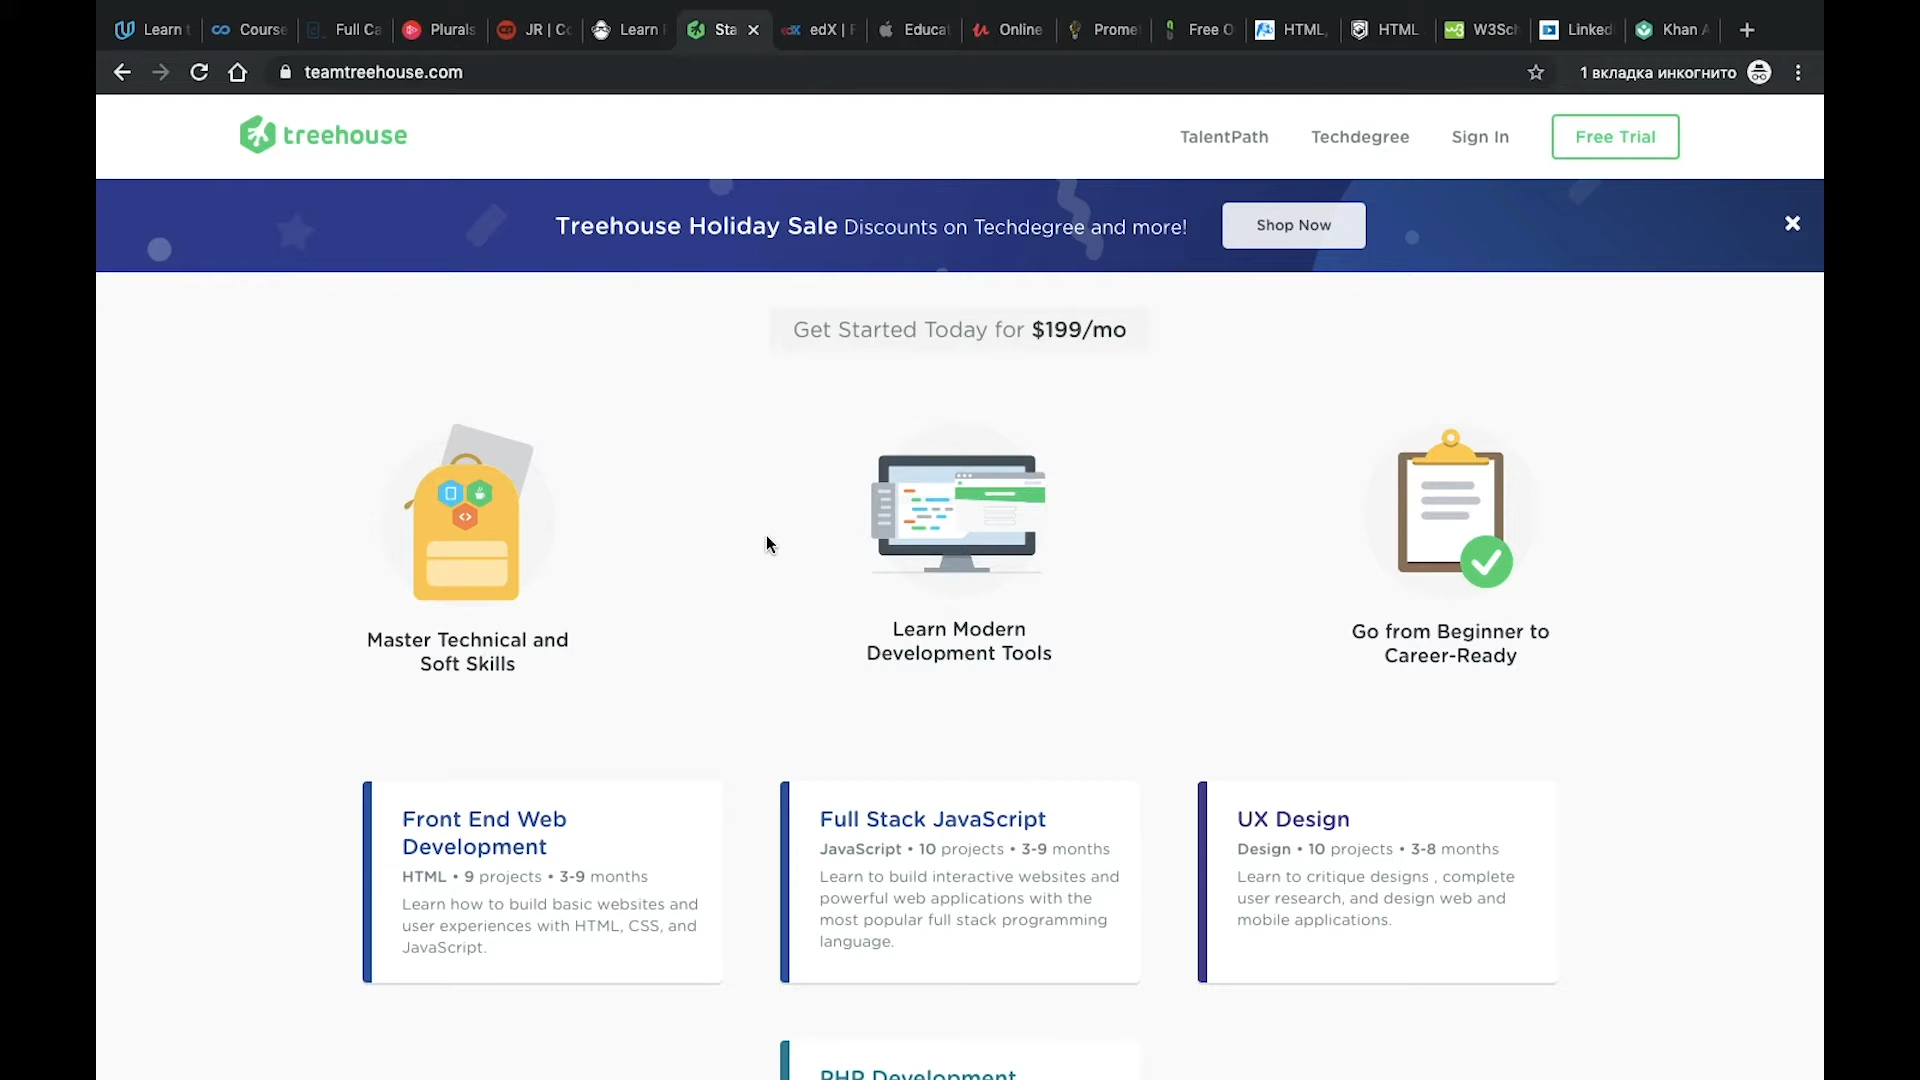 Learn
Course
Full Ca
Plurals
JR | Co
Learn
Sta
edX | F
Educat
Online
Promet
Free O
HTML,
HTML
W3Sch
Linked
Khan A
teamtreehouse.com
1 вкладка инкогнито
treehouse
TalentPath
Techdegree
Sign In
Free Trial
Treehouse Holiday Sale Discounts on Techdegree and more!
Shop Now
Get Started Today for $199/mo
Master Technical and
Soft Skills
Learn Modern
Development Tools
Go from Beginner to
Career-Ready
Front End Web
Development
HTML • 9 projects • 3-9 months
Learn how to build basic websites and
user experiences with HTML, CSS, and
JavaScript.
Full Stack JavaScript
JavaScript • 10 projects • 3-9 months
Learn to build interactive websites and
powerful web applications with the
most popular full stack programming
language.
UX Design
Design • 10 projects • 3-8 months
Learn to critique designs , complete
user research, and design web and
mobile applications.
PHP Development